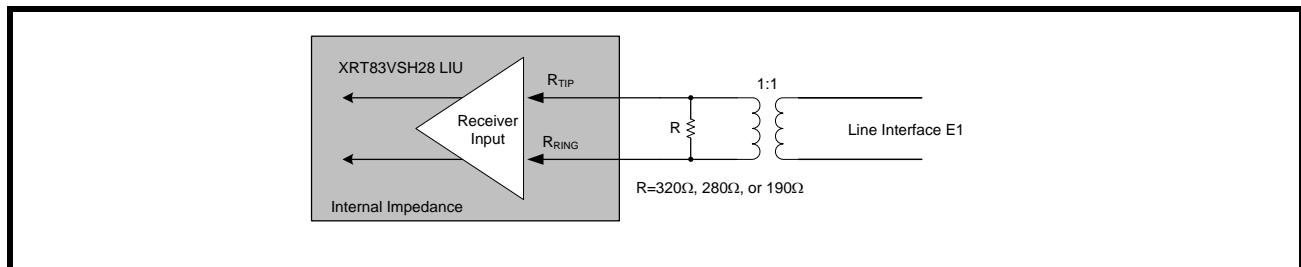 XRT83VSH28 LIU
RTIP
1:1
Receiver
Input
R
Line Interface E1
RRING
R=320Ω, 280Ω, or 190Ω
Internal Impedance